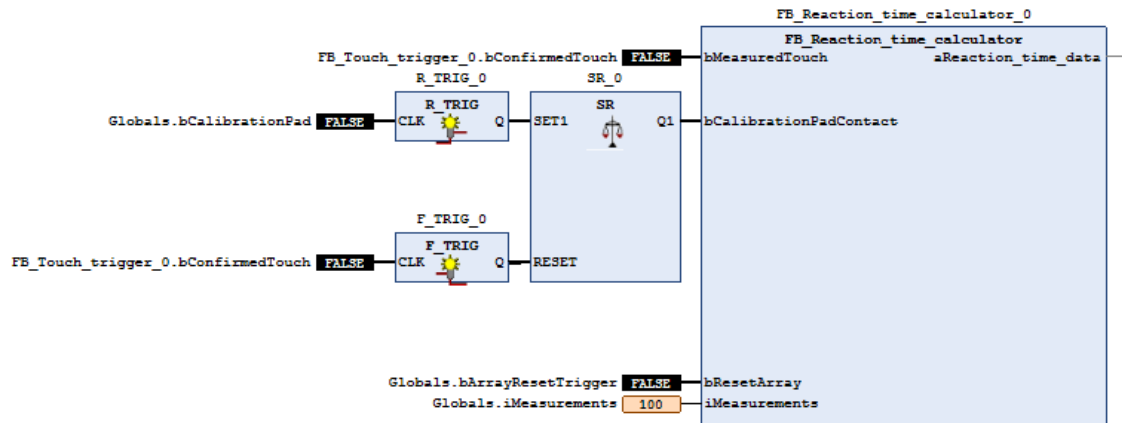 FB_Reaction_time_calculator_0
FB_Reaction_time_calculator
FB_Touch_trigger_0.bConfirmedTouch FALSE bMeasuredTouch aReaction_time_data
R_TRIG_0 SR_0
R_TRIG SR
Globals.bCalibrationPad FALSE CLK Q SET1 Q1 bCalibrationPadContact
F_TRIG_0
F_TRIG
FB_Touch_trigger_0.bConfirmedTouch FALSE CLK Q RESET
Globals.bArrayResetTrigger FALSE bResetArray
Globals.iMeasurements 100 iMeasurements